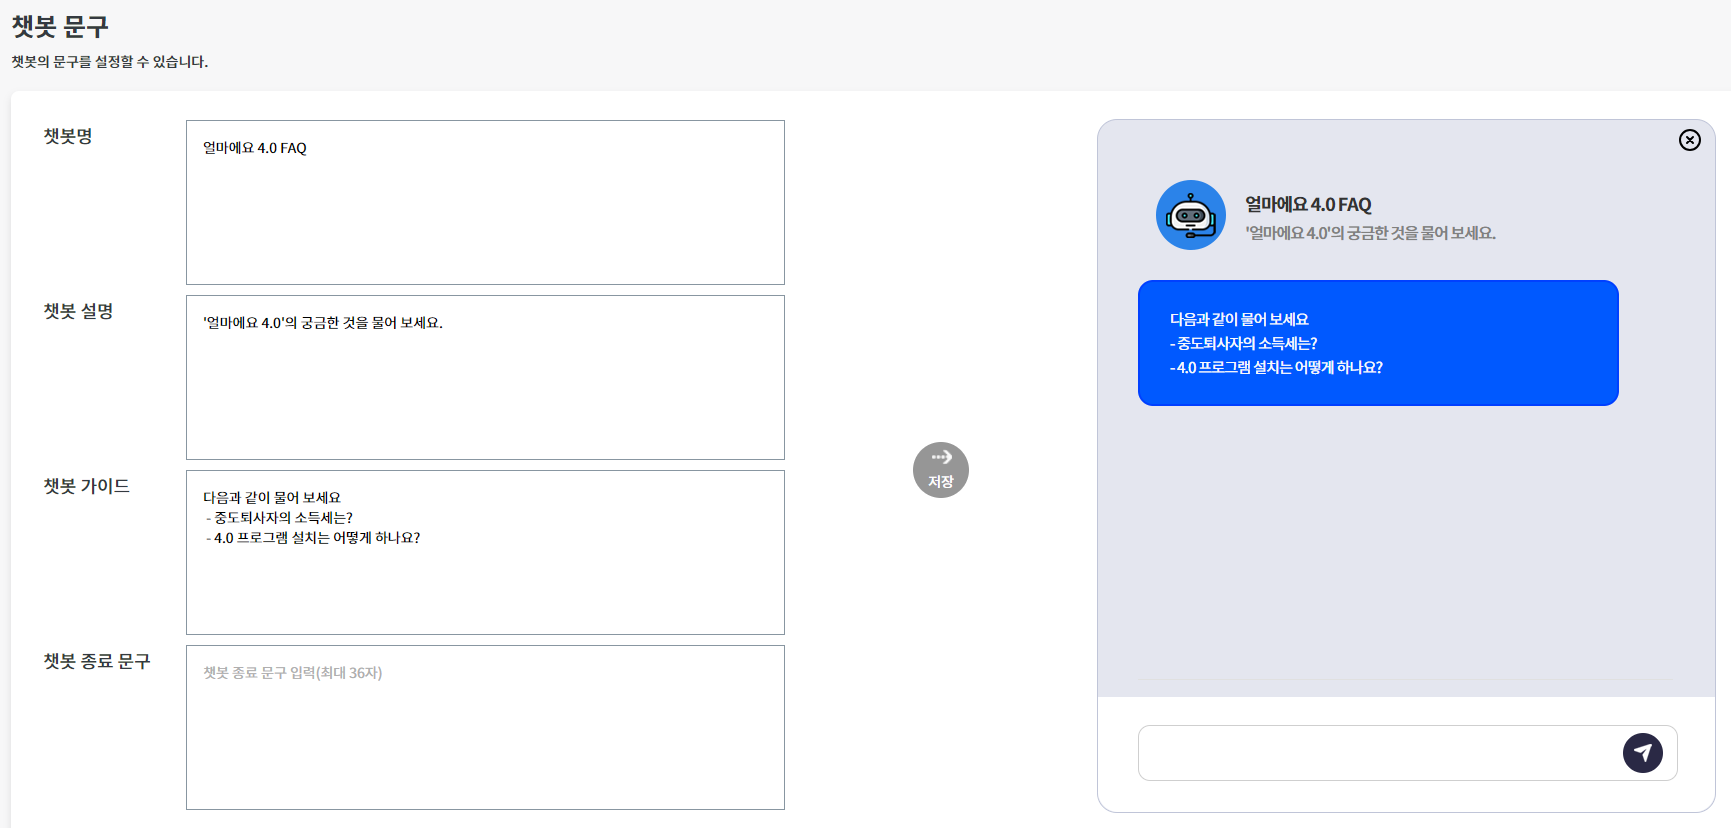 챗봇 문구
챗봇의 문구를 설정할 수 있습니다.
챗봇명
얼마에요 4.0 FAQ
챗봇 설명
'얼마에요 4.0'의 궁금한 것을 물어 보세요.
챗봇 가이드
다음과 같이 물어 보세요
- 중도퇴사자의 소득세는?
- 4.0 프로그램 설치는 어떻게 하나요?
챗봇 종료 문구
챗봇 종료 문구 입력(최대 36자)
저장
얼마에요 4.0 FAQ
'얼마에요 4.0'의 궁금한 것을 물어 보세요.
다음과 같이 물어 보세요
- 중도퇴사자의 소득세는?
- 4.0 프로그램 설치는 어떻게 하나요?